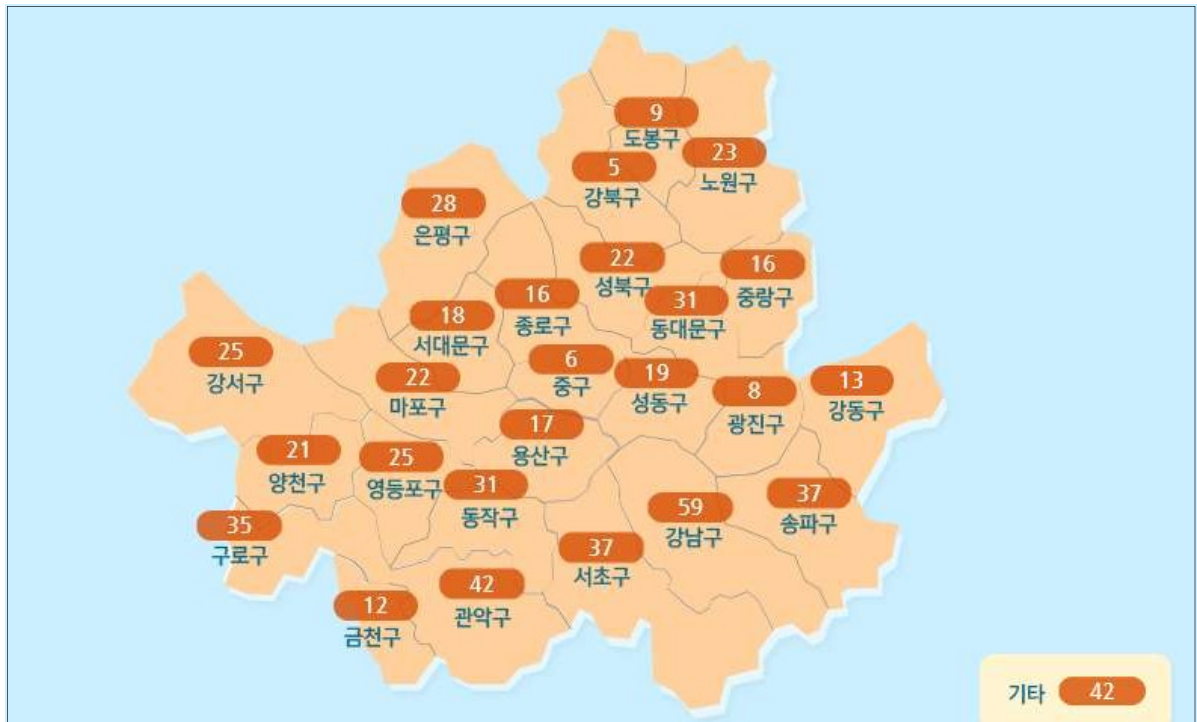 9
도봉구
23
노원구
5
강북구
28
은평구
22
성북구
16
중랑구
16
종로구
31
동대문구
18
서대문구
25
강서구
6
중구
19
성동구
22
마포구
8
광진구
13
강동구
17
용산구
21
양천구
25
영등포구
31
동작구
59
강남구
37
송파구
35
구로구
37
서초구
42
관악구
12
금천구
기타 42